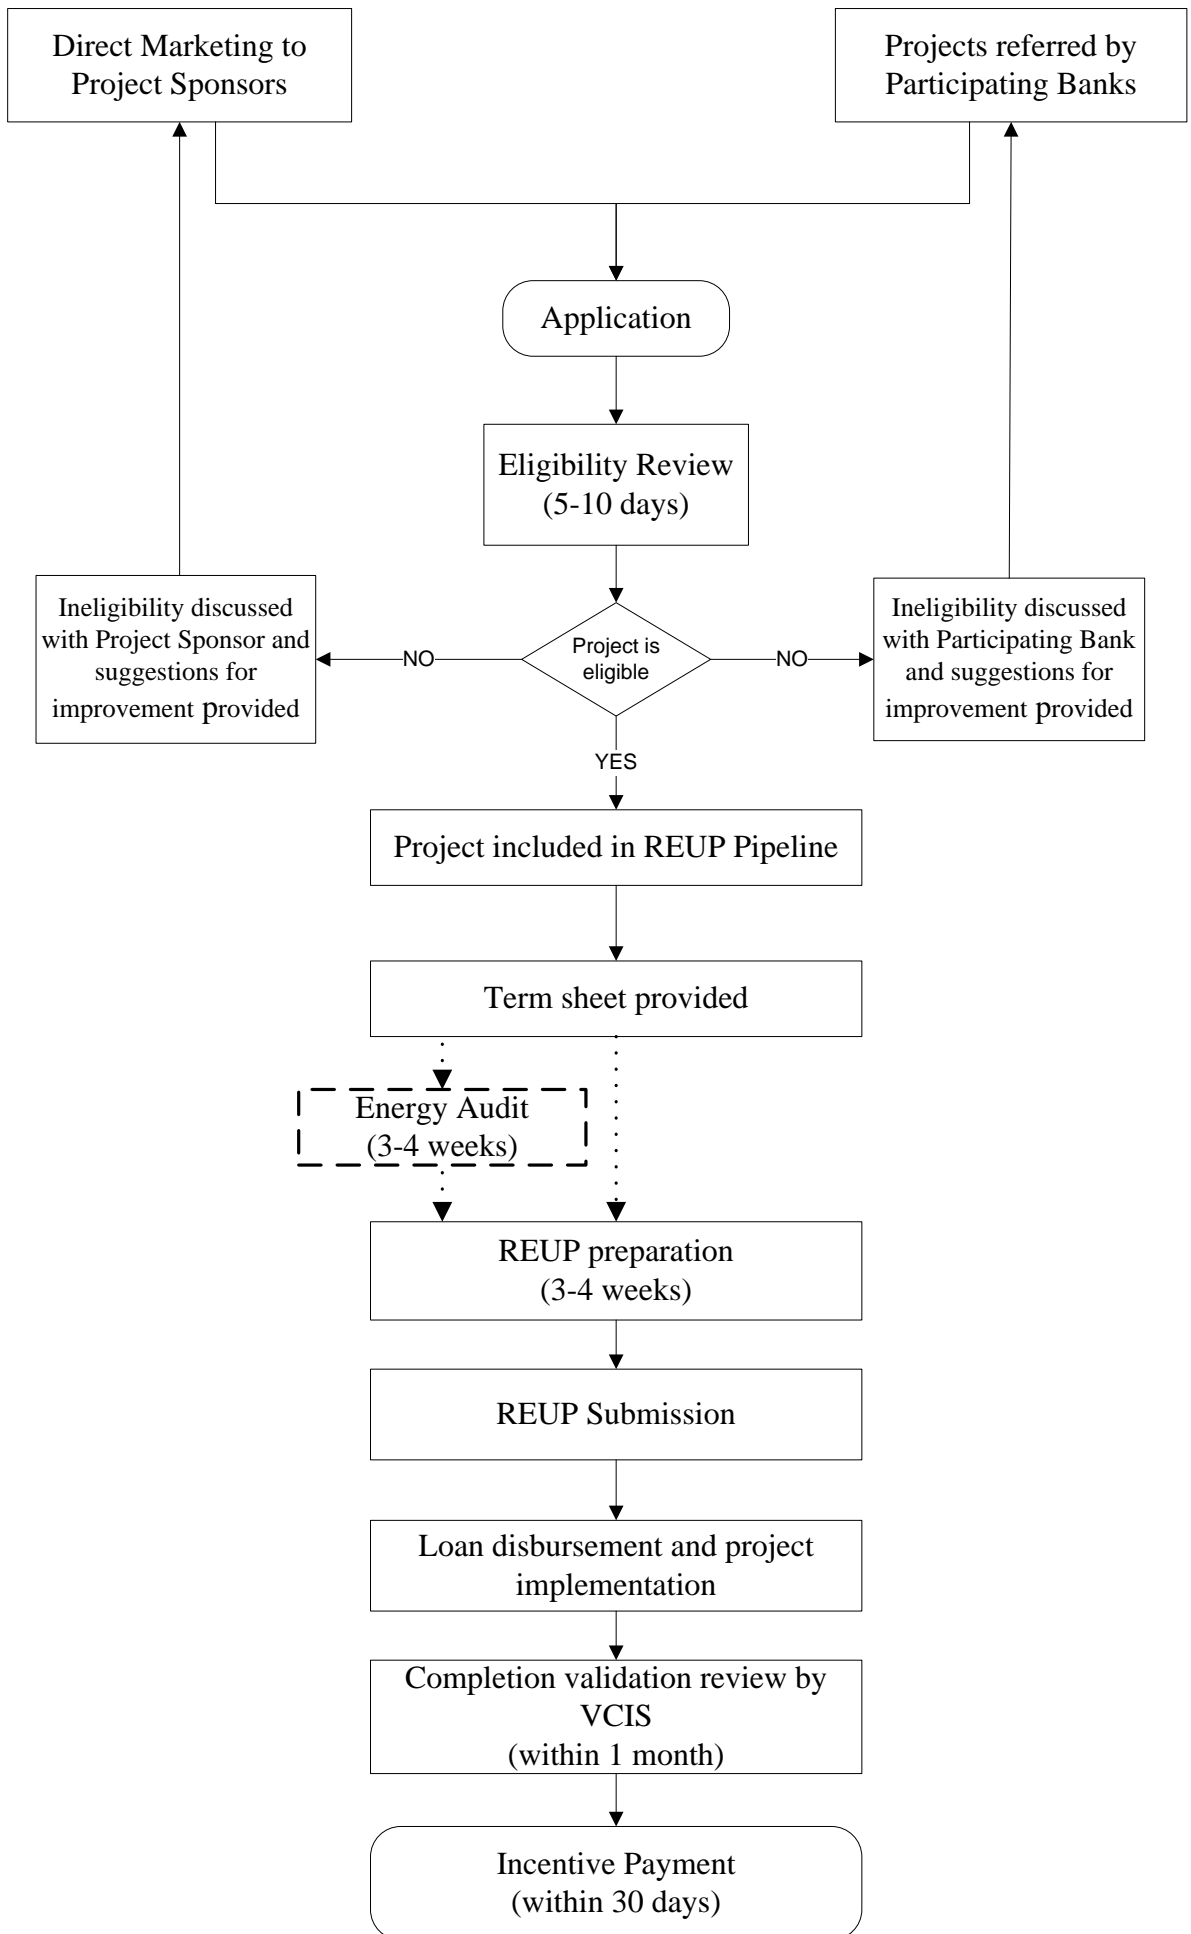 Direct Marketing to
Project Sponsors
Projects referred by
Participating Banks
Application
Eligibility Review
(5-10 days)
Ineligibility discussed
with Project Sponsor and
suggestions for
improvement provided
NO
Project is
eligible
NO
Ineligibility discussed
with Participating Bank
and suggestions for
improvement provided
YES
Project included in REUP Pipeline
Term sheet provided
Energy Audit
(3-4 weeks)
REUP preparation
(3-4 weeks)
REUP Submission
Loan disbursement and project
implementation
Completion validation review by
VCIS
(within 1 month)
Incentive Payment
(within 30 days)